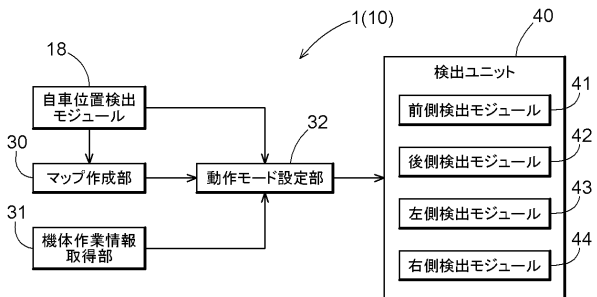 1(10)
40
検出ユニット
18
自車位置検出
モジュール
41
前側検出モジュール
42
後側検出モジュール
30
マップ作成部
32
動作モード設定部
43
左側検出モジュール
31
機体作業情報
取得部
44
右側検出モジュール